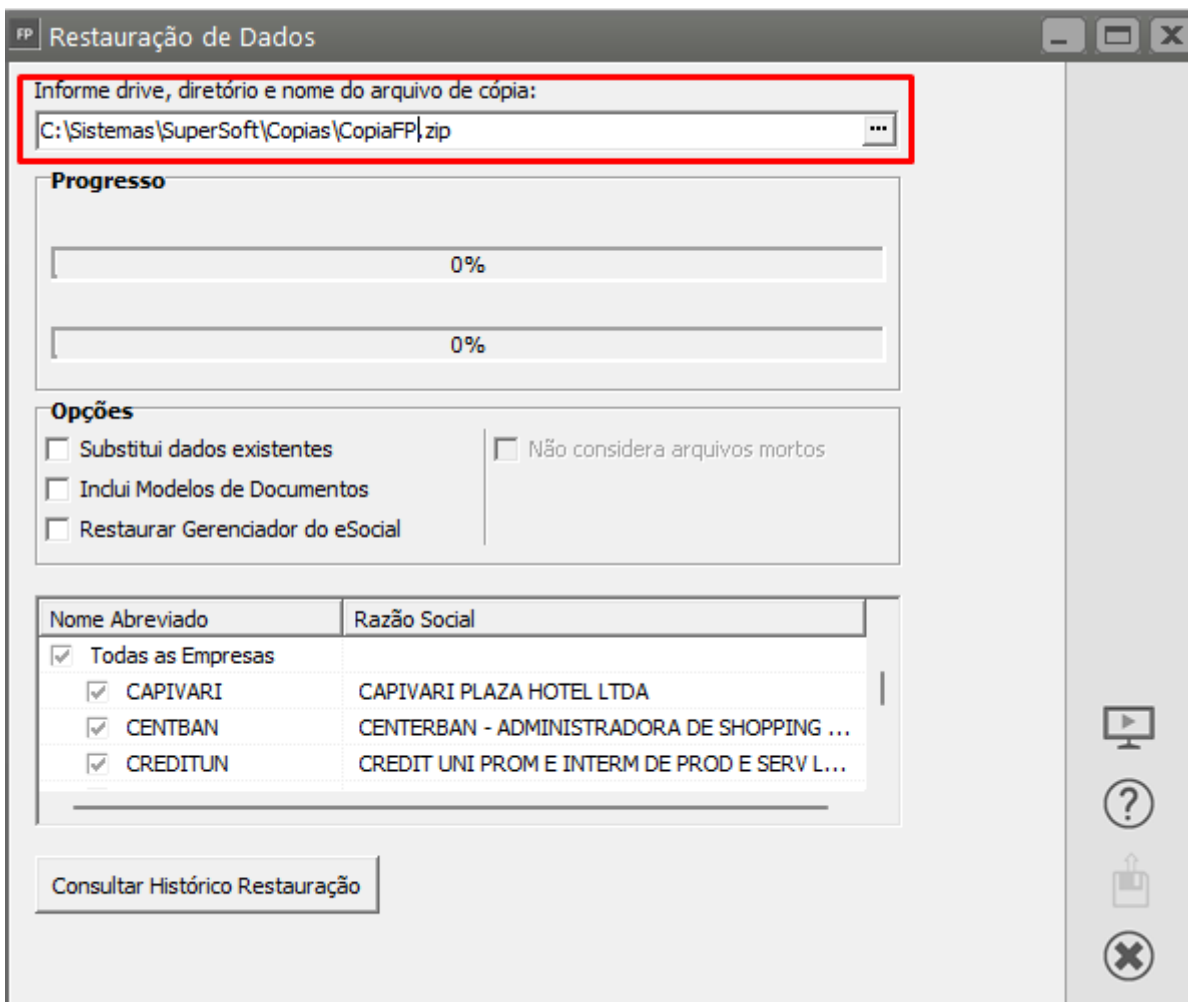 FP Restauração de Dados
Informe drive, diretório e nome do arquivo de cópia:
C:\Sistemas\SuperSoft\Copias\CopiaFP.zip ...
Progresso
0%
0%
Opções
Substitui dados existentes
Não considera arquivos mortos
Inclui Modelos de Documentos
Restaurar Gerenciador do eSocial
Nome Abreviado Razão Social
Todas as Empresas
CAPIVARI CAPIVARI PLAZA HOTEL LTDA
CENTBAN CENTERBAN - ADMINISTRADORA DE SHOPPING ...
CREDITUN CREDIT UNI PROM E INTERM DE PROD E SERV L...
Consultar Histórico Restauração